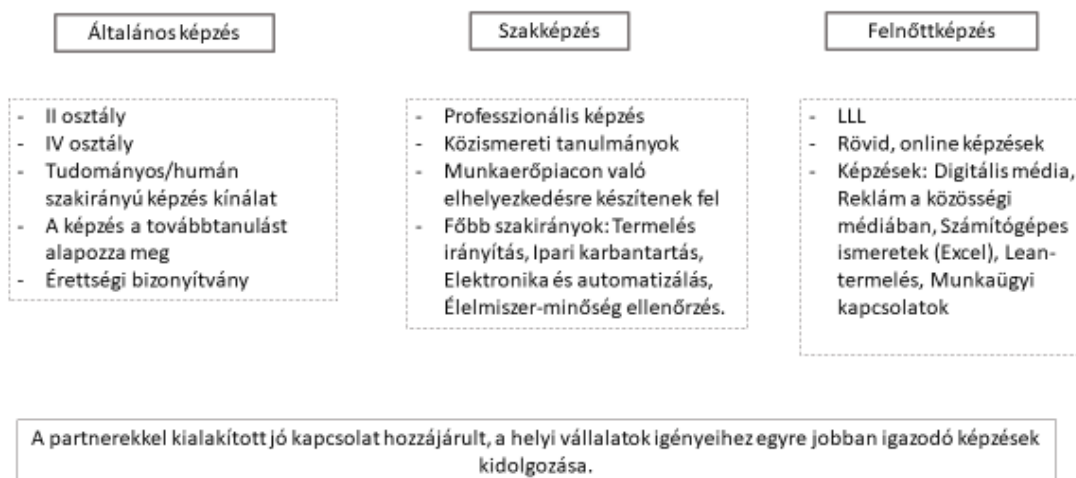 Általános képzés
- II osztály
- IV osztály
- Tudományos/humán
szakirányú képzés kínálat
- A képzés a továbbtanulást
alapozza meg
- Érettségi bizonyítvány
Szakképzés
- Professzionális képzés
- Közismereti tanulmányok
- Munkaerőpiacon való
elhelyezkedésre készítenek fel
- Főbb szakirányok: Termelés
irányítás, Ipari karbantartás,
Elektronika és automatizálás,
Élelmiszer-minőség ellenőrzés.
Felnőttképzés
- LLL
- Rövid, online képzések
- Képzések: Digitális média,
Reklám a közösségi
médiában, Számítógépes
ismeretek (Excel), Lean-
termelés, Munkaügyi
kapcsolatok
A partnerekkel kialakított jó kapcsolat hozzájárult, a helyi vállalatok igényeihez egyre jobban igazodó képzések
kidolgozása.